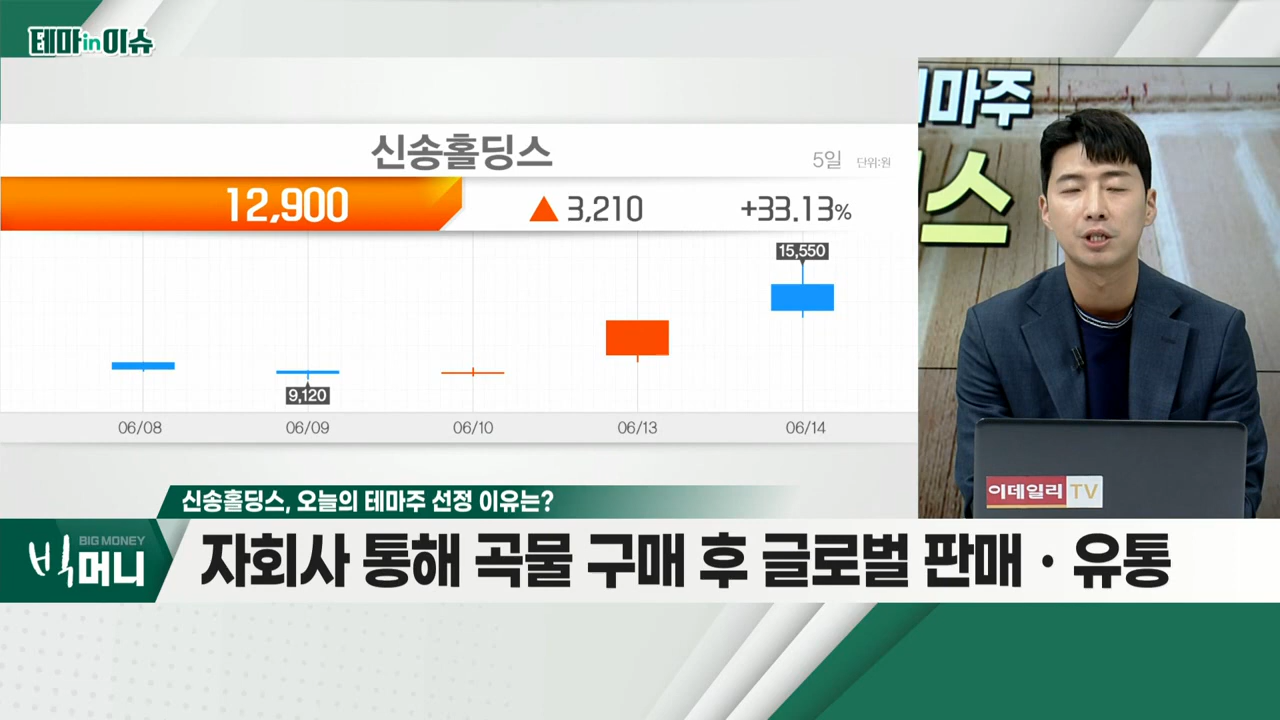 테마in이슈
신송홀딩스
5일 단위:원
12,900 ▲ 3,210 +33.13%
15,550
9,120
06/08 06/09 06/10 06/13 06/14
마주
스
이데일리 TV
신송홀딩스, 오늘의 테마주 선정 이유는?
BIG MONEY
빅머니
자회사 통해 곡물 구매 후 글로벌 판매 · 유통